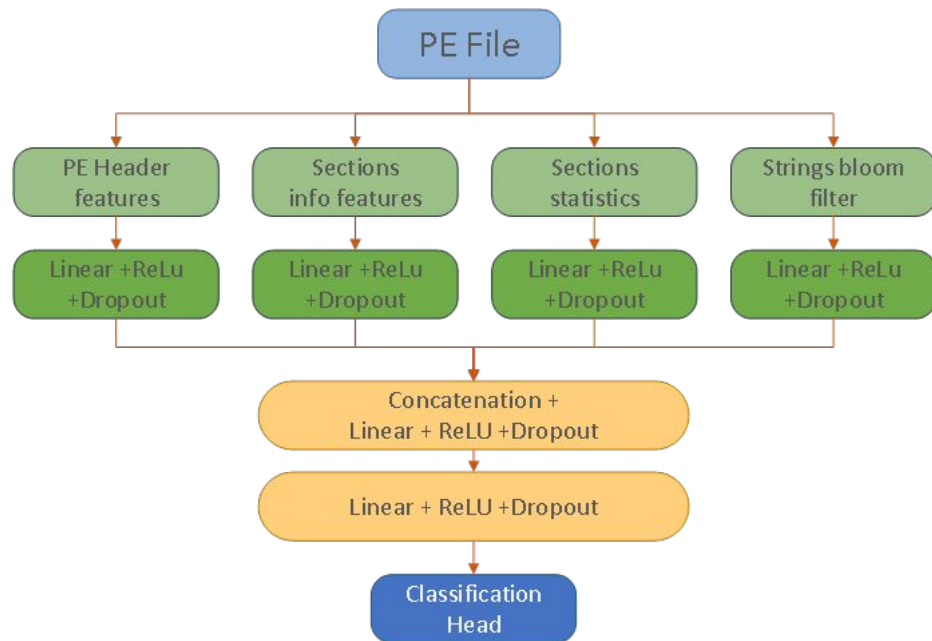 PE File
PE Header
features
Sections
info features
Sections
statistics
Strings bloom
filter
Linear +ReLu
+Dropout
Linear +ReLu
+Dropout
Linear +ReLu
+Dropout
Linear +ReLu
+Dropout
Concatenation +
Linear + ReLU +Dropout
Linear + ReLU +Dropout
Classification
Head